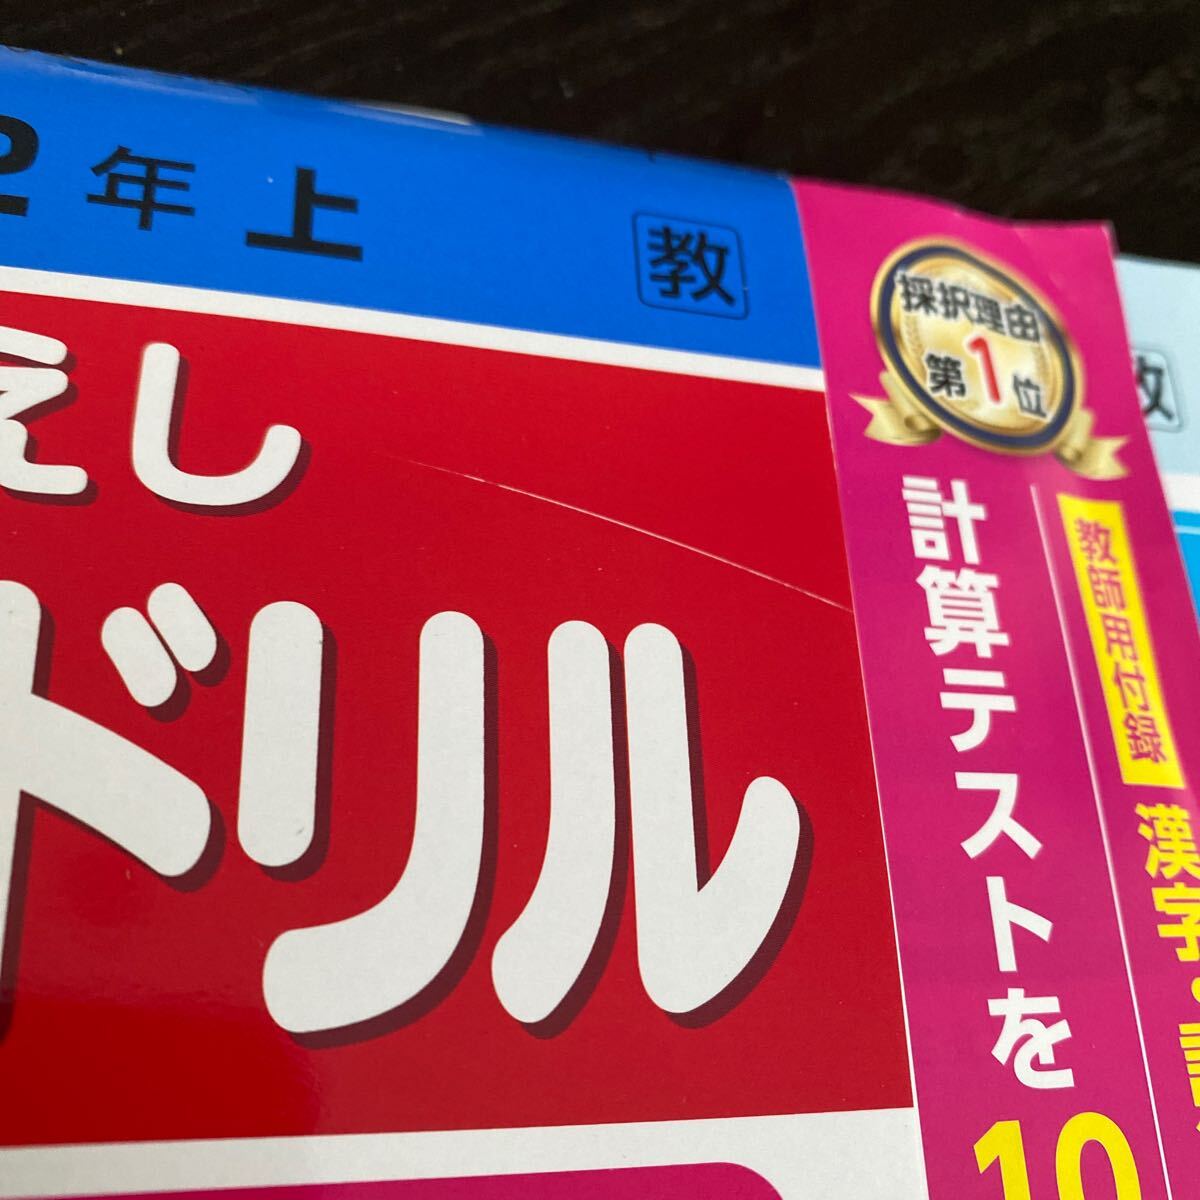 2年 上
教
えし
ドリル
採択理由
第1位
計算テストを
10
教師用付録
漢字・計
教